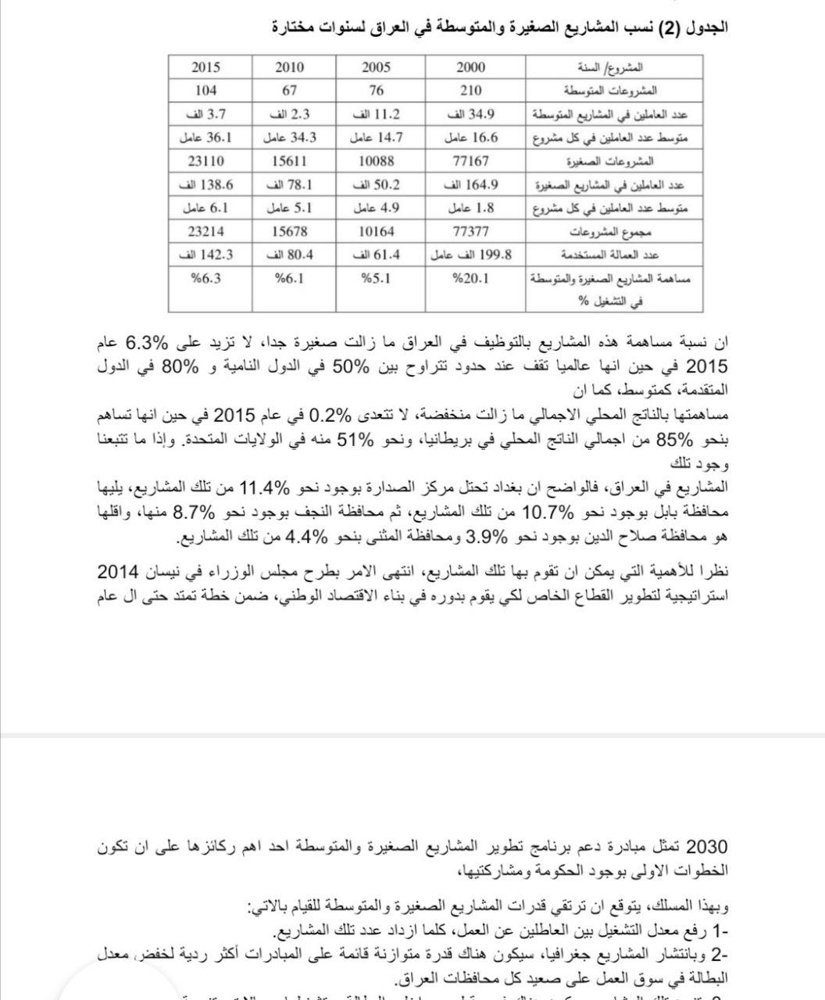 الجدول (2) نسب المشاريع الصغيرة والمتوسطة في العراق لسنوات مختارة
المشروع/ السنة 2000 2005 2010 2015
المشروعات المتوسطة 210 76 67 104
عدد العاملين في المشاريع المتوسطة 34.9 الف 11.2 الف 2.3 الف 3.7 الف
متوسط عدد العاملين في كل مشروع 16.6 عامل 14.7 عامل 34.3 عامل 36.1 عامل
المشروعات الصغيرة 77167 10088 15611 23110
عدد العاملين في المشاريع الصغيرة 164.9 الف 50.2 الف 78.1 الف 138.6 الف
متوسط عدد العاملين في كل مشروع 1.8 عامل 4.9 عامل 5.1 عامل 6.1 عامل
مجموع المشروعات 77377 10164 15678 23214
عدد العمالة المستخدمة 199.8 الف عامل 61.4 الف 80.4 الف 142.3 الف
مساهمة المشاريع الصغيرة والمتوسطة %20.1 %5.1 %6.1 %6.3
في التشغيل %
ان نسبة مساهمة هذه المشاريع بالتوظيف في العراق ما زالت صغيرة جدا، لا تزيد على 6.3% عام
2015 في حين انها عالميا تقف عند حدود تتراوح بين 50% في الدول النامية و 80% في الدول
المتقدمة، كمتوسط، كما ان
مساهمتها بالناتج المحلي الاجمالي ما زالت منخفضة، لا تتعدى 0.2% في عام 2015 في حين انها تساهم
بنحو 85% من اجمالي الناتج المحلي في بريطانيا، ونحو 51% منه في الولايات المتحدة. وإذا ما تتبعنا
وجود تلك
المشاريع في العراق، فالواضح ان بغداد تحتل مركز الصدارة بوجود نحو 11.4% من تلك المشاريع، يليها
محافظة بابل بوجود نحو 10.7% من تلك المشاريع، ثم محافظة النجف بوجود نحو 8.7% منها، واقلها
هو محافظة صلاح الدين بوجود نحو 3.9% ومحافظة المثنى بنحو 4.4% من تلك المشاريع.
نظرا للأهمية التي يمكن ان تقوم بها تلك المشاريع، انتهى الامر بطرح مجلس الوزراء في نيسان 2014
استراتيجية لتطوير القطاع الخاص لكي يقوم بدوره في بناء الاقتصاد الوطني، ضمن خطة تمتد حتى ال عام
2030 تمثل مبادرة دعم برنامج تطوير المشاريع الصغيرة والمتوسطة احد اهم ركائزها على ان تكون
الخطوات الاولى بوجود الحكومة ومشاركتيها،
وبهذا المسلك، يتوقع ان ترتقي قدرات المشاريع الصغيرة والمتوسطة للقيام بالاتي:
1- رفع معدل التشغيل بين العاطلين عن العمل، كلما ازداد عدد تلك المشاريع.
2- وبانتشار المشاريع جغرافيا، سيكون هناك قدرة متوازنة قائمة على المبادرات أكثر ردية لخفض معدل
البطالة في سوق العمل على صعيد كل محافظات العراق.